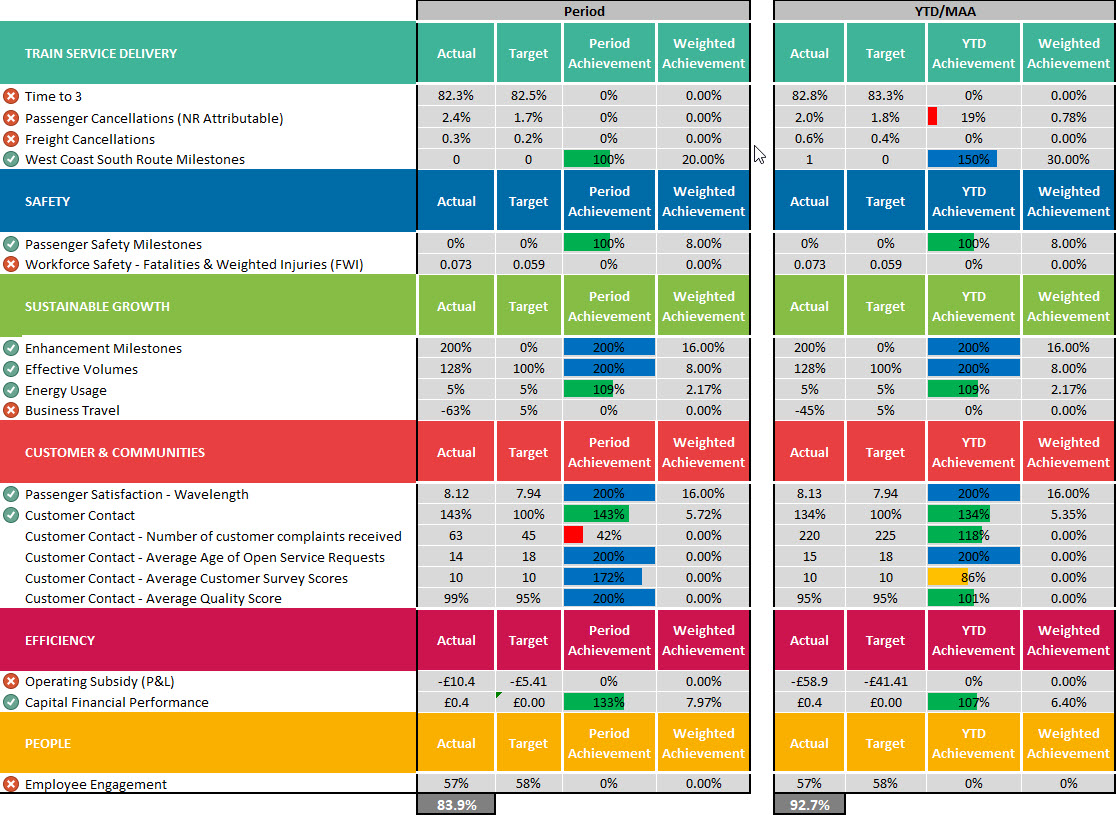 Period YTD/MAA
TRAIN SERVICE DELIVERY Actual Target Period Achievement Weighted Achievement Actual Target YTD Achievement Weighted Achievement
Time to 3 82.3% 82.5% 0% 0.00% 82.8% 83.3% 0% 0.00%
Passenger Cancellations (NR Attributable) 2.4% 1.7% 0% 0.00% 2.0% 1.8% 19% 0.78%
Freight Cancellations 0.3% 0.2% 0% 0.00% 0.6% 0.4% 0% 0.00%
West Coast South Route Milestones 0 0 100% 20.00% 1 0 150% 30.00%
SAFETY Actual Target Period Achievement Weighted Achievement Actual Target YTD Achievement Weighted Achievement
Passenger Safety Milestones 0% 0% 100% 8.00% 0% 0% 100% 8.00%
Workforce Safety - Fatalities & Weighted Injuries (FWI) 0.073 0.059 0% 0.00% 0.073 0.059 0% 0.00%
SUSTAINABLE GROWTH Actual Target Period Achievement Weighted Achievement Actual Target YTD Achievement Weighted Achievement
Enhancement Milestones 200% 0% 200% 16.00% 200% 0% 200% 16.00%
Effective Volumes 128% 100% 200% 8.00% 128% 100% 200% 8.00%
Energy Usage 5% 5% 109% 2.17% 5% 5% 109% 2.17%
Business Travel -63% 5% 0% 0.00% -45% 5% 0% 0.00%
CUSTOMER & COMMUNITIES Actual Target Period Achievement Weighted Achievement Actual Target YTD Achievement Weighted Achievement
Passenger Satisfaction - Wavelength 8.12 7.94 200% 16.00% 8.13 7.94 200% 16.00%
Customer Contact 143% 100% 143% 5.72% 134% 100% 134% 5.35%
Customer Contact - Number of customer complaints received 63 45 42% 0.00% 220 225 118% 0.00%
Customer Contact - Average Age of Open Service Requests 14 18 200% 0.00% 15 18 200% 0.00%
Customer Contact - Average Customer Survey Scores 10 10 172% 0.00% 10 10 86% 0.00%
Customer Contact - Average Quality Score 99% 95% 200% 0.00% 95% 95% 101% 0.00%
EFFICIENCY Actual Target Period Achievement Weighted Achievement Actual Target YTD Achievement Weighted Achievement
Operating Subsidy (P&L) -£10.4 -£5.41 0% 0.00% -£58.9 -£41.41 0% 0.00%
Capital Financial Performance £0.4 £0.00 133% 7.97% £0.4 £0.00 107% 6.40%
PEOPLE Actual Target Period Achievement Weighted Achievement Actual Target YTD Achievement Weighted Achievement
Employee Engagement 57% 58% 0% 0.00% 57% 58% 0% 0%
83.9% 92.7%